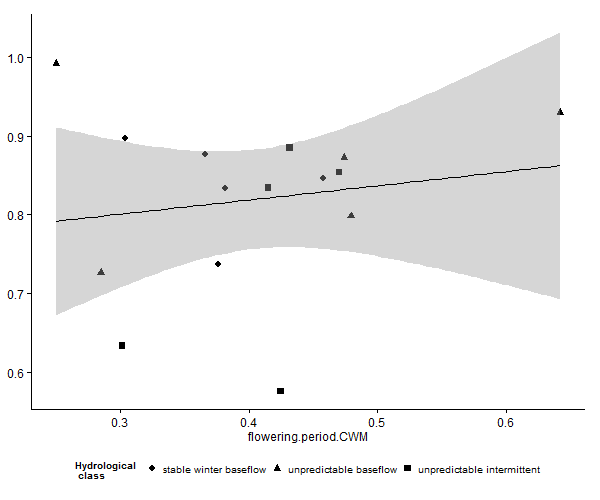 1.0
0.9
0.8
0.7
0.6
0.3 0.4 0.5 0.6
flowering.period.CWM
Hydrological
class
stable winter baseflow unpredictable baseflow unpredictable intermittent